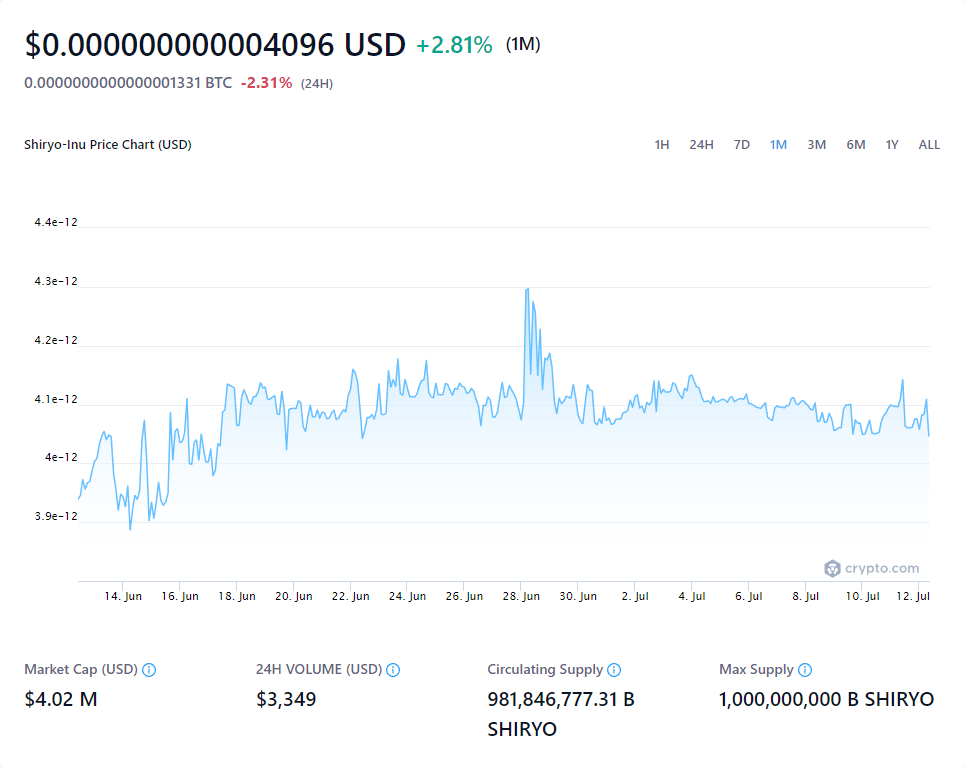 $0.000000000004096 USD +2.81% (1M)
0.0000000000000001331 BTC -2.31% (24H)
Shiryo-Inu Price Chart (USD) 1H 24H 7D 1M 3M 6M 1Y ALL
4.4e-12
4.3e-12
4.2e-12
4.1e-12
4e-12
3.9e-12
crypto.com
14. Jun 16. Jun 18. Jun 20. Jun 22. Jun 24. Jun 26. Jun 28. Jun 30. Jun 2. Jul 4. Jul 6. Jul 8. Jul 10. Jul 12. Jul
Market Cap (USD) 24H VOLUME (USD) Circulating Supply Max Supply
$4.02 M $3,349 981,846,777.31 B 1,000,000,000 B SHIRYO
SHIRYO